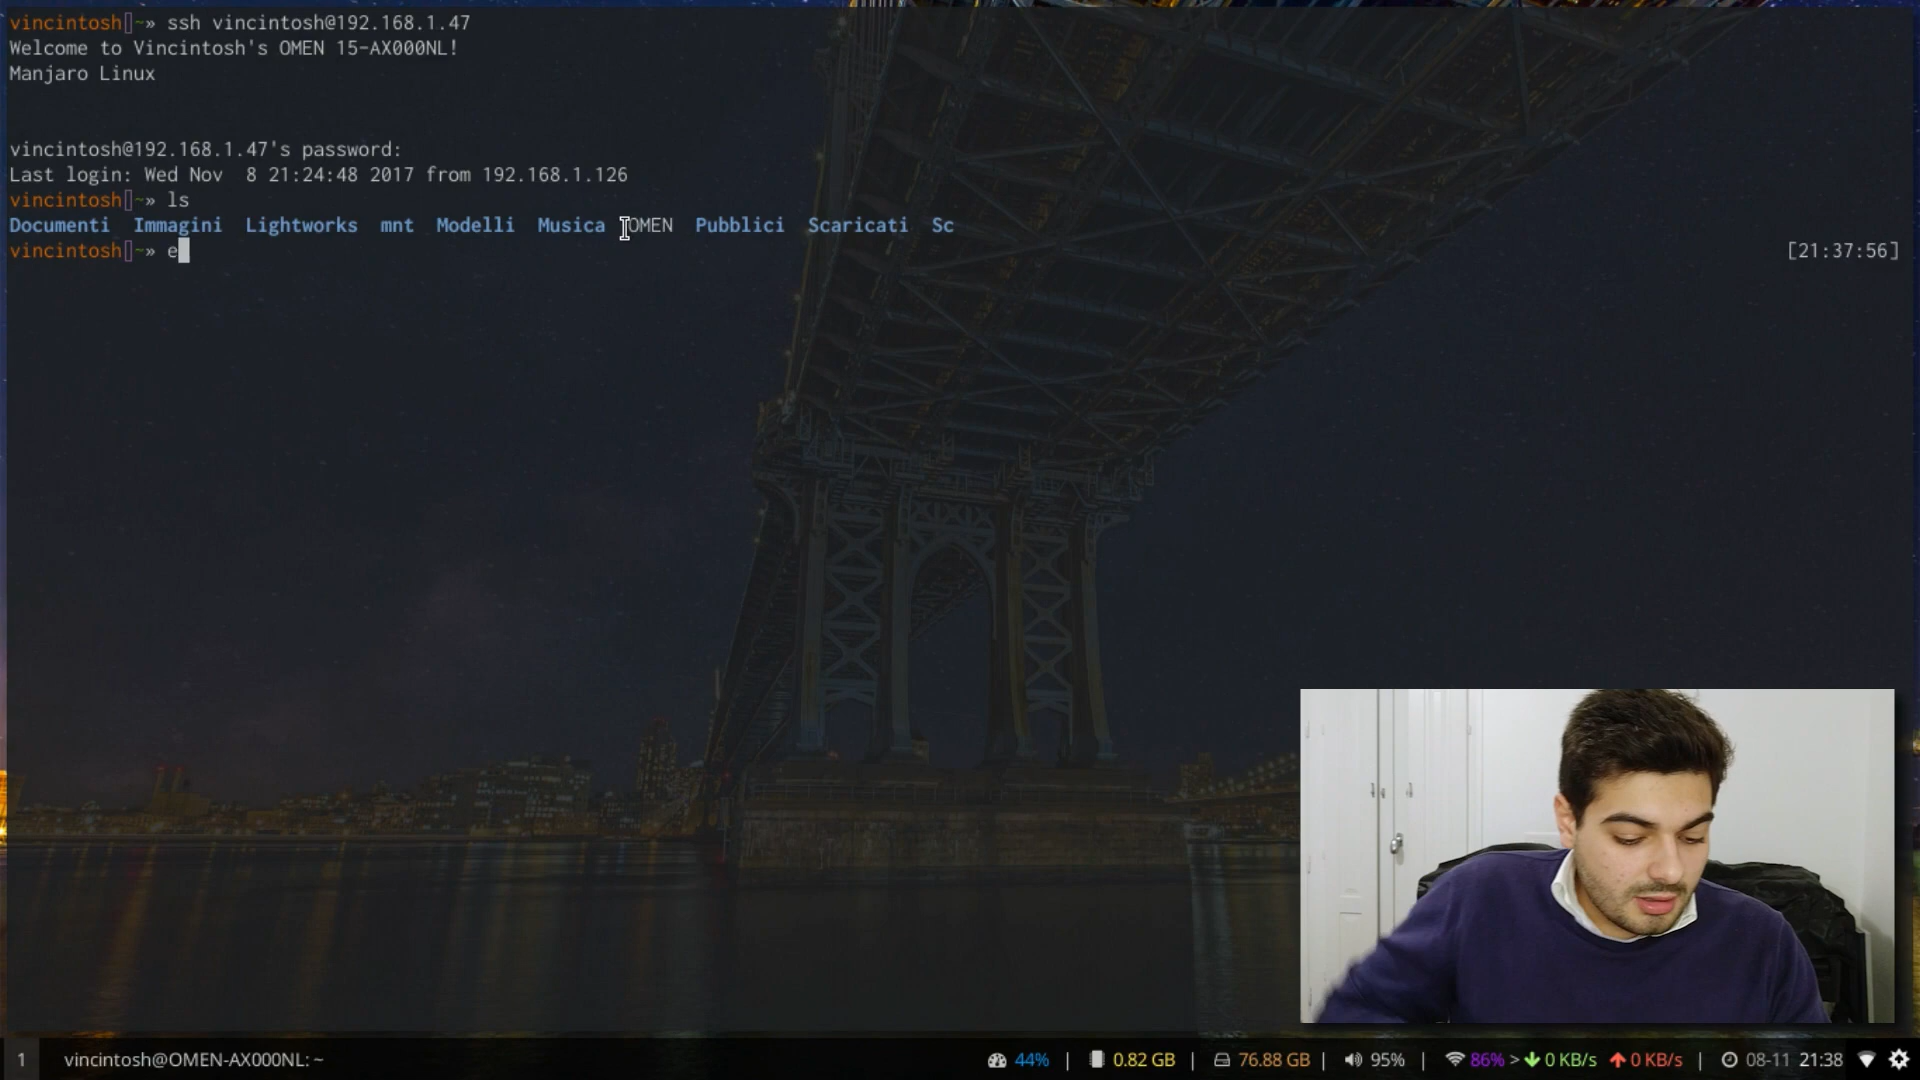 vincintosh[]~» ssh vincintosh@192.168.1.47
Welcome to Vincintosh's OMEN 15-AX000NL!
Manjaro Linux
vincintosh@192.168.1.47's password:
Last login: Wed Nov  8 21:24:48 2017 from 192.168.1.126
vincintosh[]~» ls
Documenti Immagini Lightworks mnt Modelli Musica OMEN Pubblici Scaricati Sc
vincintosh[]~» e [21:37:56]
1 vincintosh@OMEN-AX000NL: ~ 44% | 0.82 GB | 76.88 GB | 95% | 86% > 0 KB/s 0 KB/s | 08-11 21:38